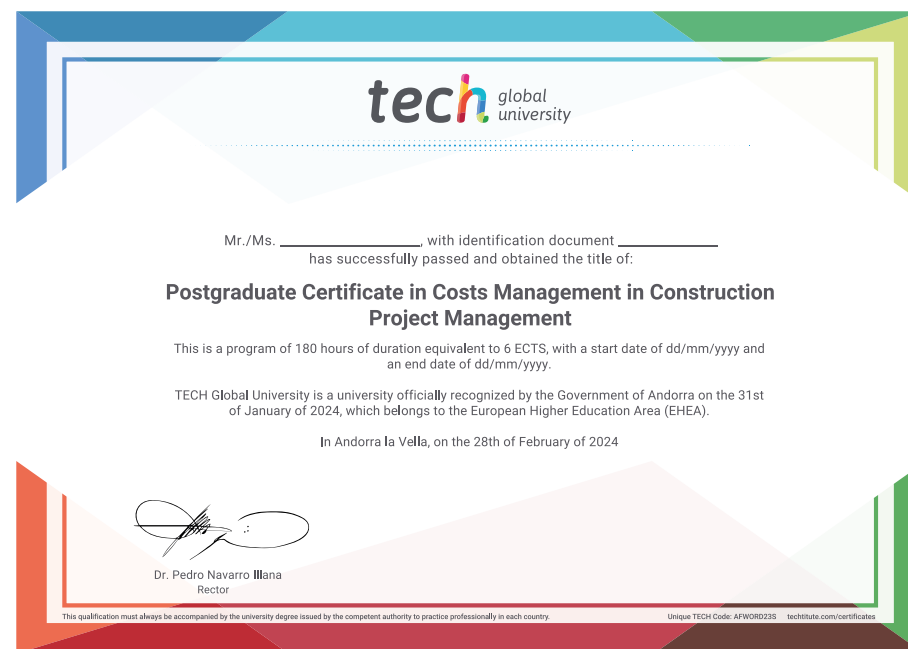 tech global university
Mr./Ms. ____________, with identification document ____________
has successfully passed and obtained the title of:
Postgraduate Certificate in Costs Management in Construction
Project Management
This is a program of 180 hours of duration equivalent to 6 ECTS, with a start date of dd/mm/yyyy and
an end date of dd/mm/yyyy.
TECH Global University is a university officially recognized by the Government of Andorra on the 31st
of January of 2024, which belongs to the European Higher Education Area (EHEA).
In Andorra la Vella, on the 28th of February of 2024
Dr. Pedro Navarro Illana
Rector
This qualification must always be accompanied by the university degree issued by the competent authority to practice professionally in each country. Unique TECH Code: AFWORD23S techtitute.com/certificates